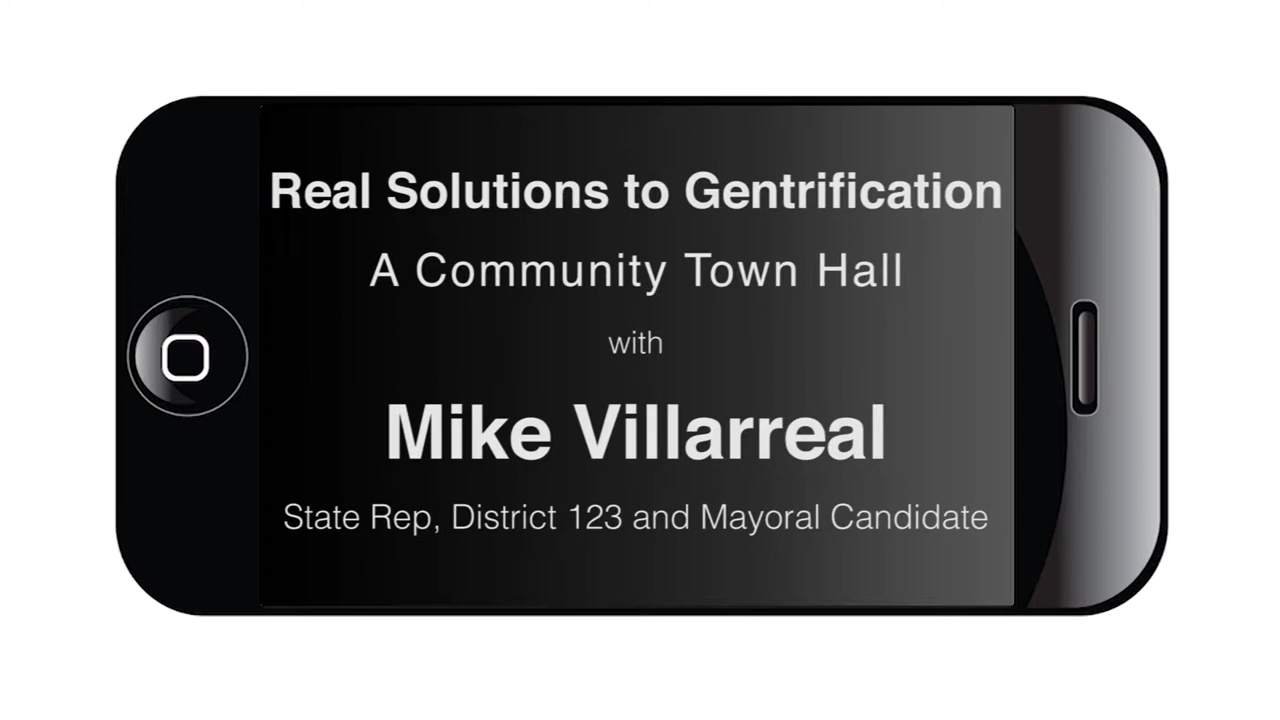 Real Solutions to Gentrification
A Community Town Hall
with
Mike Villarreal
State Rep, District 123 and Mayoral Candidate